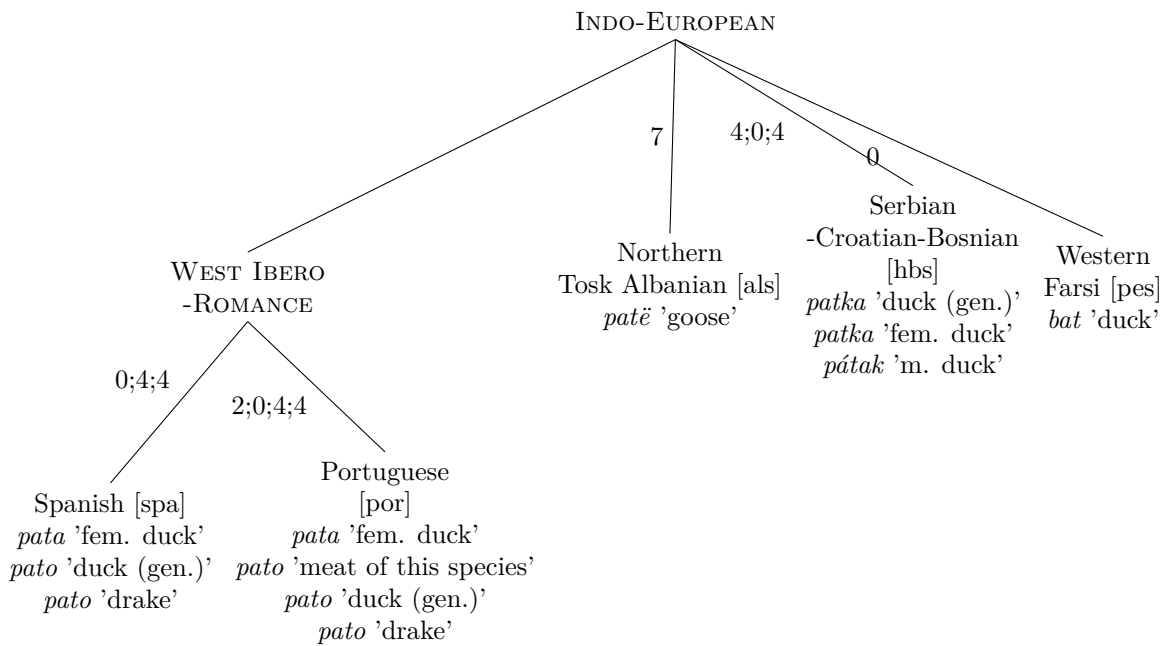 INDO-EUROPEAN
7
4;0;4
0
WEST IBERO
-ROMANCE
Northern
Tosk Albanian [als]
patë 'goose'
Serbian
-Croatian-Bosnian
[hbs]
patka 'duck (gen.)'
patka 'fem. duck'
pátak 'm. duck'
Western
Farsi [pes]
bat 'duck'
0;4;4
2;0;4;4
Spanish [spa]
pata 'fem. duck'
pato 'duck (gen.)'
pato 'drake'
Portuguese
[por]
pata 'fem. duck'
pato 'meat of this species'
pato 'duck (gen.)'
pato 'drake'